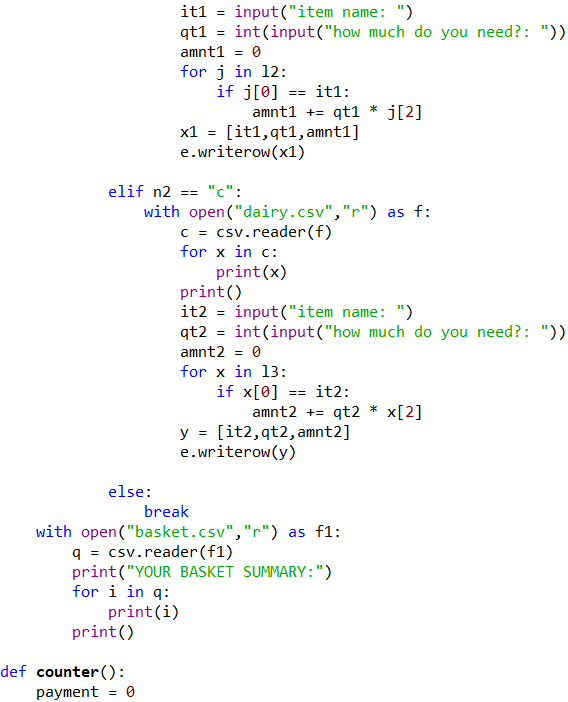 it1 = input("item name: ")
                    qt1 = int(input("how much do you need?: "))
                    amnt1 = 0
                    for j in l2:
                        if j[0] == it1:
                            amnt1 += qt1 * j[2]
                    x1 = [it1,qt1,amnt1]
                    e.writerow(x1)

            elif n2 == "c":
                with open("dairy.csv","r") as f:
                    c = csv.reader(f)
                    for x in c:
                        print(x)
                    print()
                    it2 = input("item name: ")
                    qt2 = int(input("how much do you need?: "))
                    amnt2 = 0
                    for x in l3:
                        if x[0] == it2:
                            amnt2 += qt2 * x[2]
                    y = [it2,qt2,amnt2]
                    e.writerow(y)

            else:
                break
    with open("basket.csv","r") as f1:
        q = csv.reader(f1)
        print("YOUR BASKET SUMMARY:")
        for i in q:
            print(i)
        print()

def counter():
    payment = 0